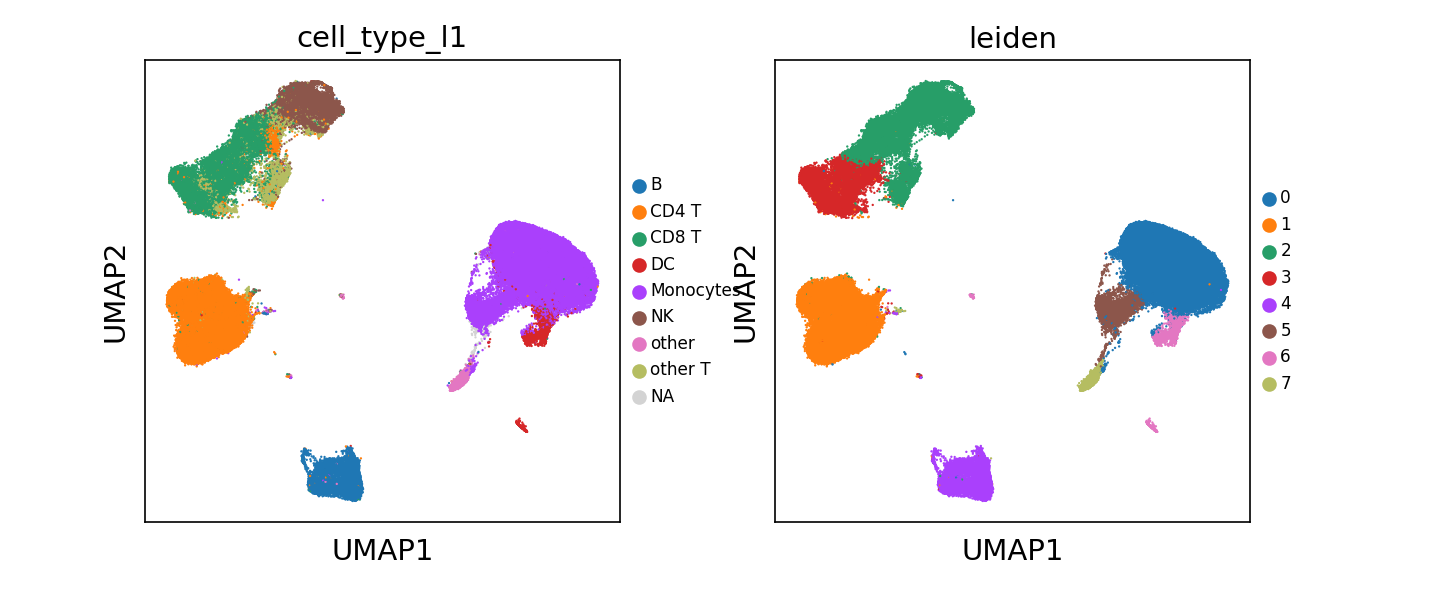 cell_type_l1
UMAP2
UMAP1
B
CD4 T
CD8 T
DC
Monocytes
NK
other
other T
NA
leiden
UMAP2
UMAP1
0
1
2
3
4
5
6
7